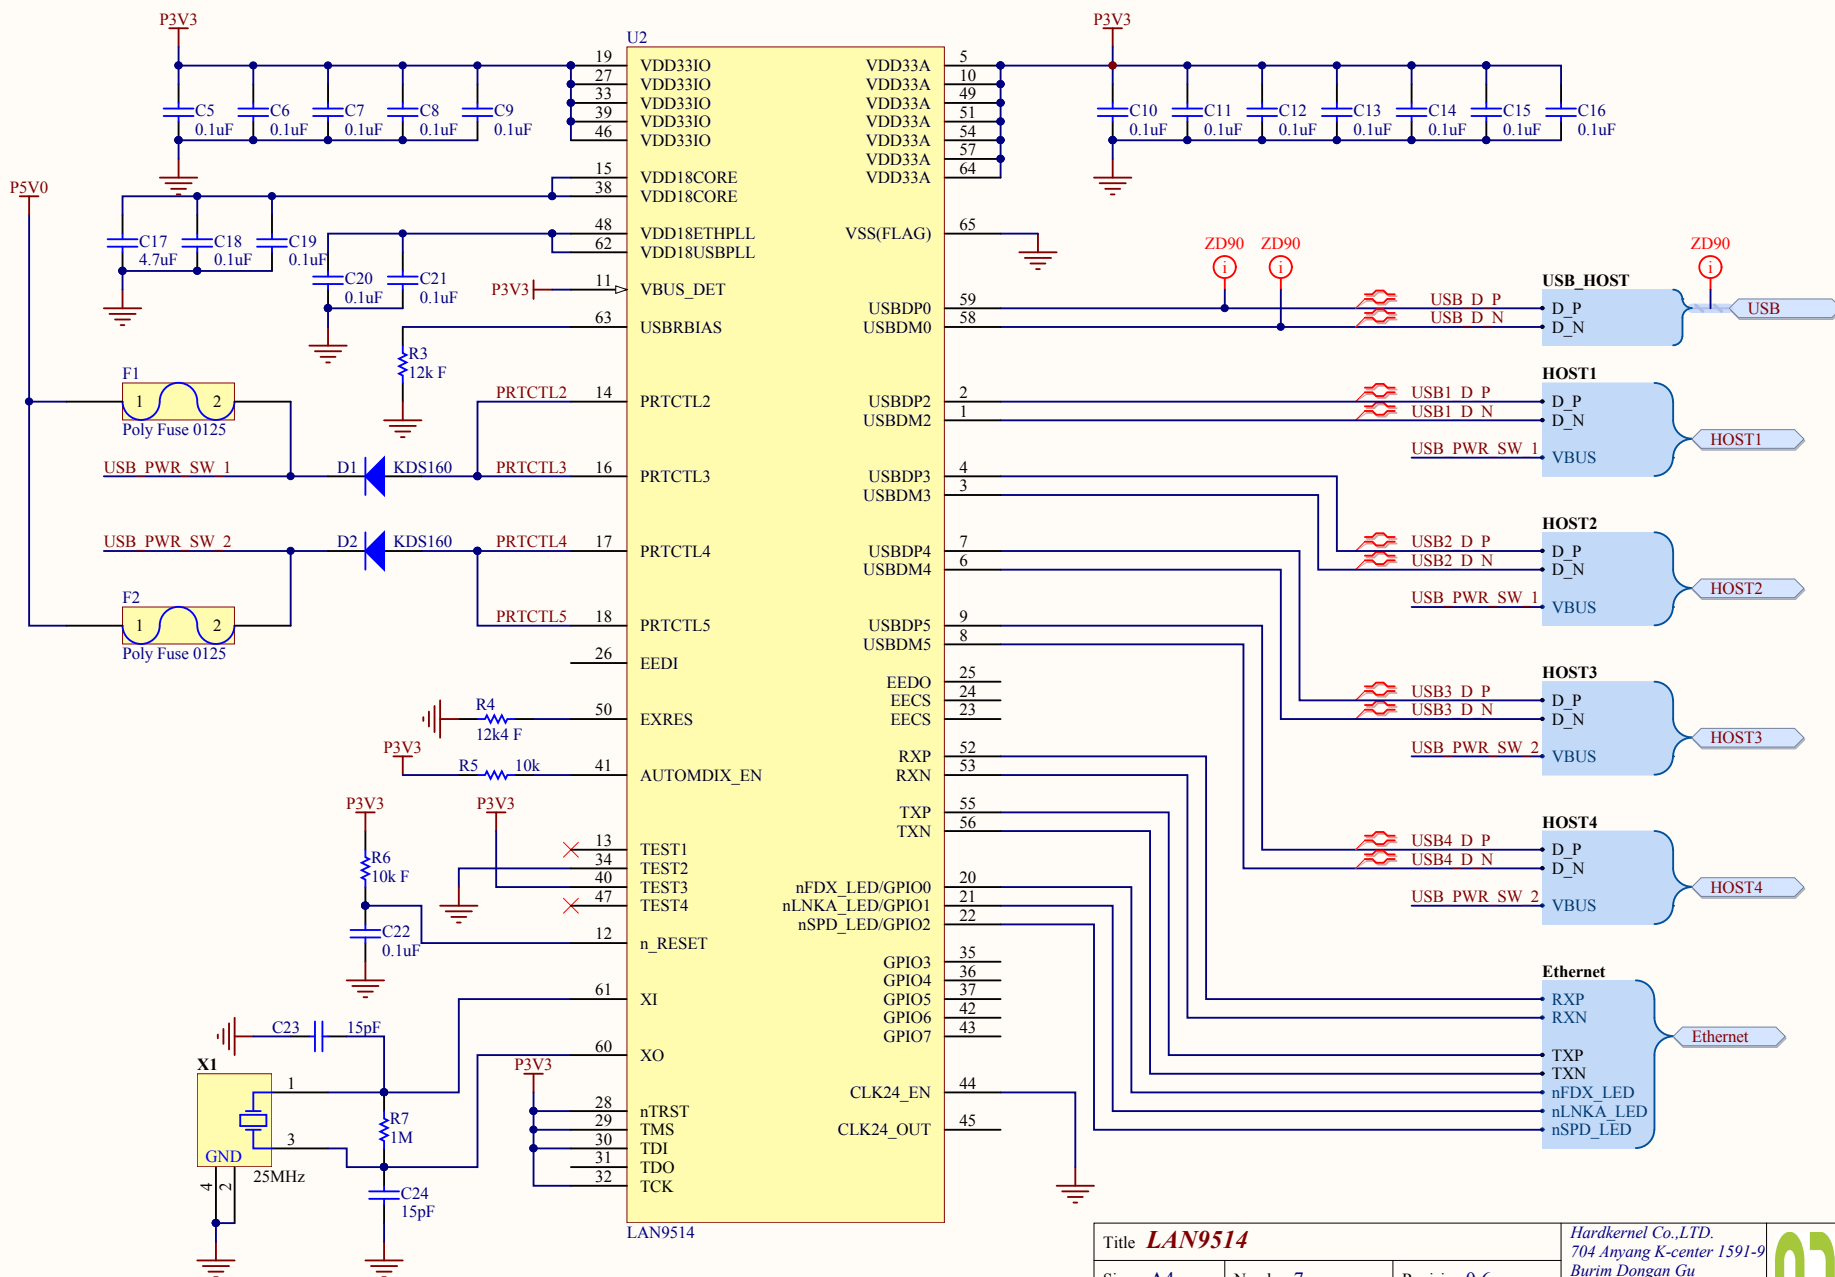 P3V3
P5V0
C5
0.1uF
C6
0.1uF
C7
0.1uF
C8
0.1uF
C9
0.1uF
C17
4.7uF
C18
0.1uF
C19
0.1uF
C20
0.1uF
C21
0.1uF
P3V3
R3
12k F
F1
1 2
Poly Fuse 0125
USB_PWR_SW_1
D1 KDS160
PRTCTL2
PRTCTL3
USB_PWR_SW_2
D2 KDS160
PRTCTL4
PRTCTL5
F2
1 2
Poly Fuse 0125
R4
12k4 F
P3V3
R5 10k
P3V3
P3V3
R6
10k F
C22
0.1uF
C23 15pF
X1
1
3
GND
25MHz
4
2
R7
1M
C24
15pF
P3V3
U2
19 VDD33IO
27 VDD33IO
33 VDD33IO
39 VDD33IO
46 VDD33IO
15 VDD18CORE
38 VDD18CORE
48 VDD18ETHPLL
62 VDD18USBPLL
11 VBUS_DET
63 USBRBIAS
14 PRTCTL2
16 PRTCTL3
17 PRTCTL4
18 PRTCTL5
26 EEDI
50 EXRES
41 AUTOMDIX_EN
13 TEST1
34 TEST2
40 TEST3
47 TEST4
12 n_RESET
61 XI
60 XO
28 nTRST
29 TMS
30 TDI
31 TDO
32 TCK
VDD33A 5
VDD33A 10
VDD33A 49
VDD33A 51
VDD33A 54
VDD33A 57
VDD33A 64
VSS(FLAG) 65
USBDP0 59
USBDM0 58
USBDP2 2
USBDM2 1
USBDP3 4
USBDM3 3
USBDP4 7
USBDM4 6
USBDP5 9
USBDM5 8
EEDO 25
EECS 24
EECS 23
RXP 52
RXN 53
TXP 55
TXN 56
nFDX_LED/GPIO0 20
nLNKA_LED/GPIO1 21
nSPD_LED/GPIO2 22
GPIO3 35
GPIO4 36
GPIO5 37
GPIO6 42
GPIO7 43
CLK24_EN 44
CLK24_OUT 45
LAN9514
P3V3
C10
0.1uF
C11
0.1uF
C12
0.1uF
C13
0.1uF
C14
0.1uF
C15
0.1uF
C16
0.1uF
ZD90
i
ZD90
i
ZD90
i
USB_HOST
USB_D_P D_P
USB_D_N D_N
USB
HOST1
USB1_D_P D_P
USB1_D_N D_N
USB_PWR_SW_1 VBUS
HOST1
HOST2
USB2_D_P D_P
USB2_D_N D_N
USB_PWR_SW_1 VBUS
HOST2
HOST3
USB3_D_P D_P
USB3_D_N D_N
USB_PWR_SW_2 VBUS
HOST3
HOST4
USB4_D_P D_P
USB4_D_N D_N
USB_PWR_SW_2 VBUS
HOST4
Ethernet
RXP
RXN
TXP
TXN
nFDX_LED
nLNKA_LED
nSPD_LED
Ethernet
Title LAN9514
Hardkernel Co.,LTD.
704 Anyang K-center 1591-9
Burim Dongan Gu